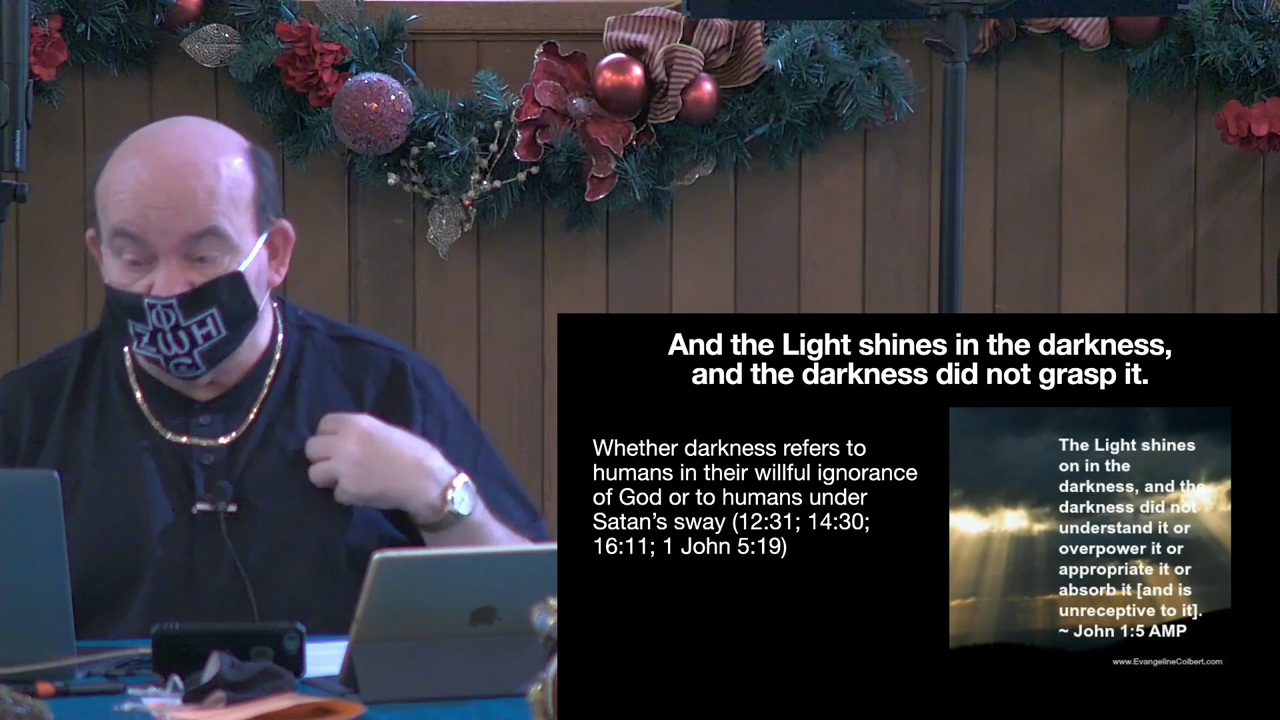 Φ
ΖωΗ
C
And the Light shines in the darkness,
and the darkness did not grasp it.
Whether darkness refers to
humans in their willful ignorance
of God or to humans under
Satan’s sway (12:31; 14:30;
16:11; 1 John 5:19)
The Light shines
on in the
darkness, and the
darkness did not
understand it or
overpower it or
appropriate it or
absorb it [and is
unreceptive to it].
~ John 1:5 AMP
www.EvangelineColbert.com